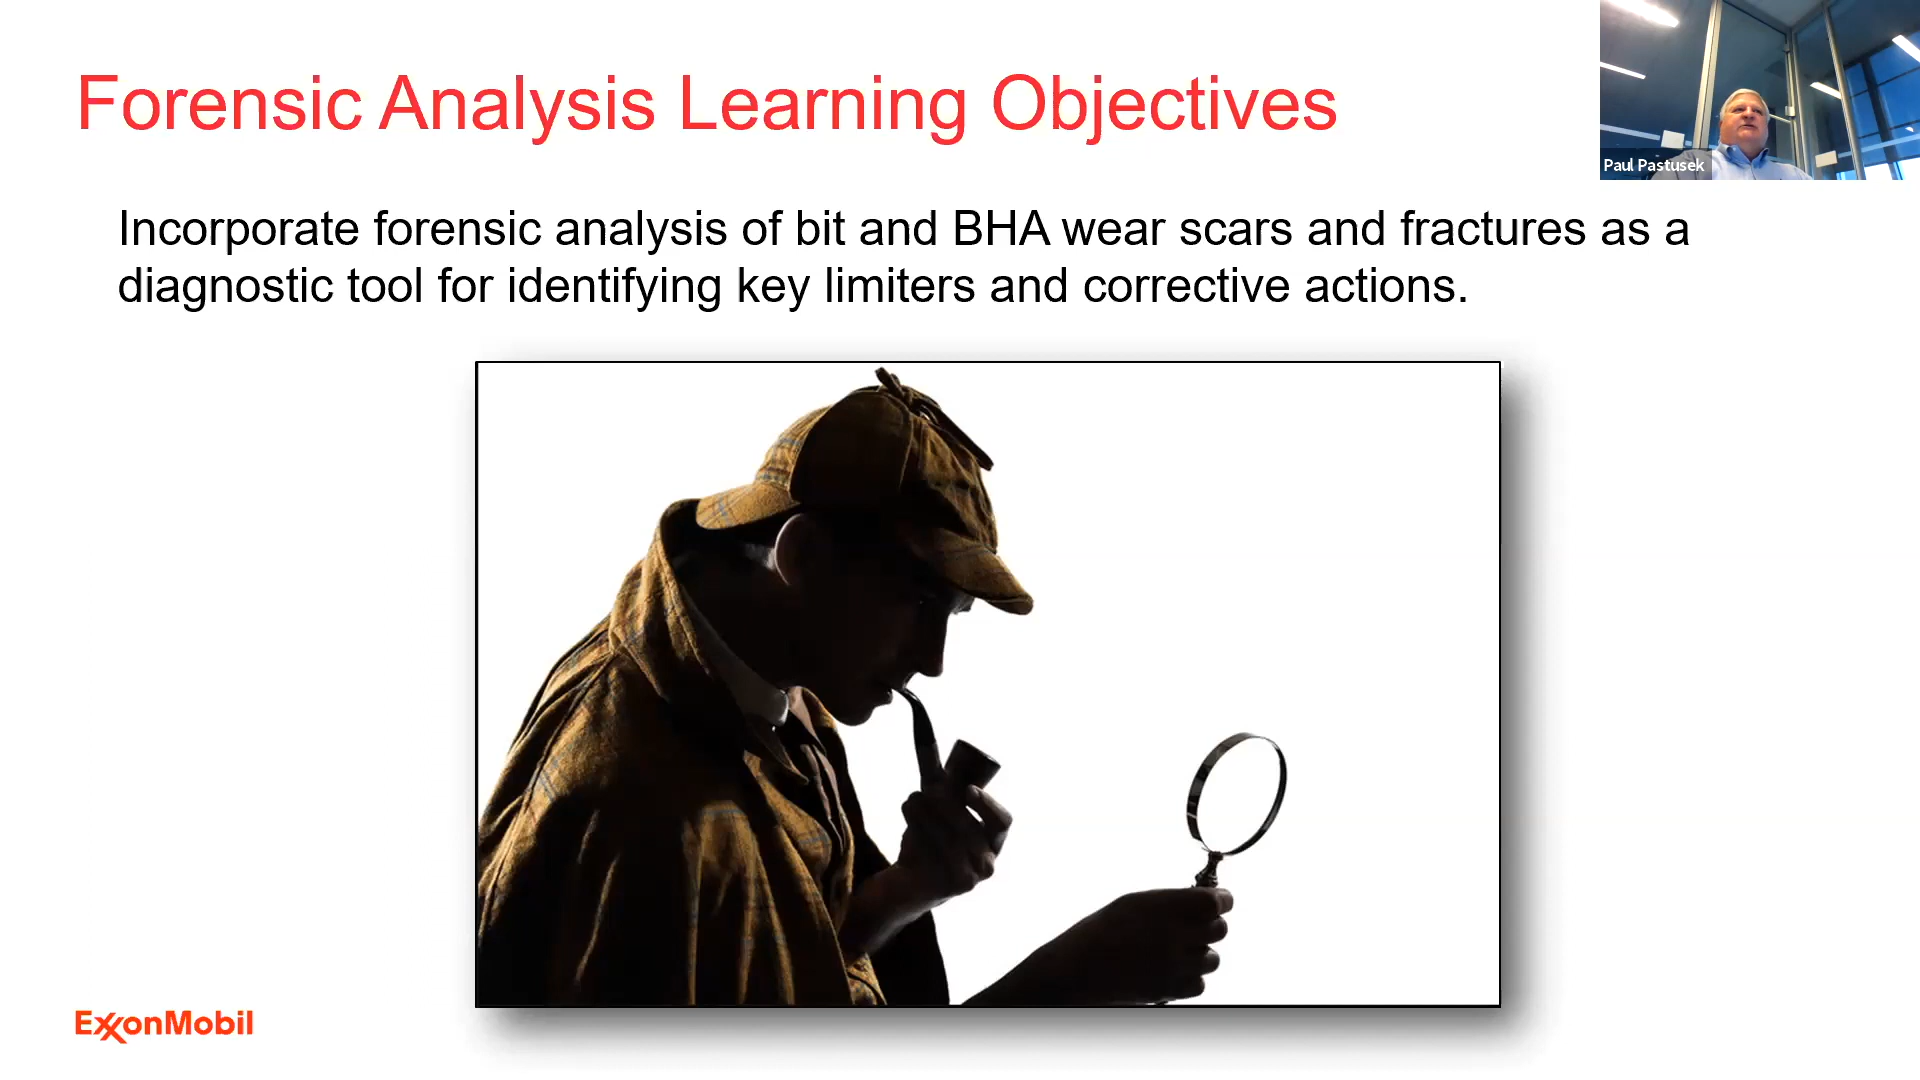 Forensic Analysis Learning Objectives
Paul Pastusek
Incorporate forensic analysis of bit and BHA wear scars and fractures as a
diagnostic tool for identifying key limiters and corrective actions.
ExxonMobil